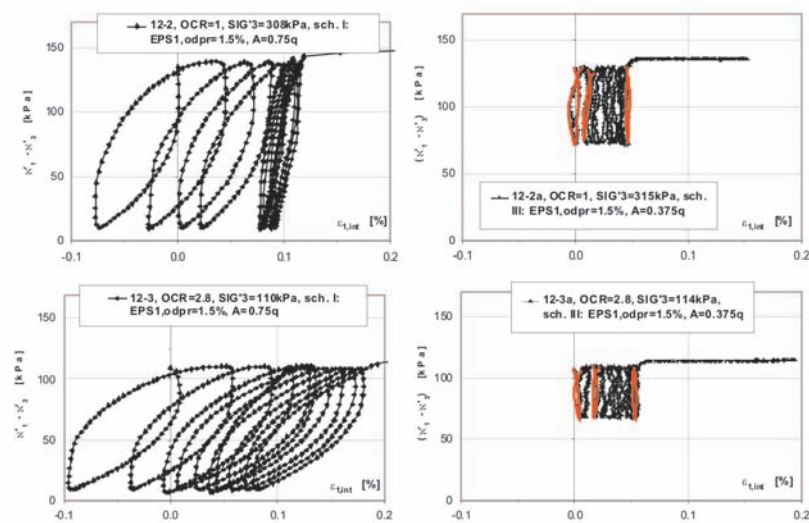 12-2, OCR=1, SIG'3=308kPa, sch. I:
EPS1,odpr=1.5%, A=0.75q
150
100
50
0
[kPa]
ε1,int [%]
-0.1 0.0 0.1 0.2
150
100
50
0
[kPa]
12-2a, OCR=1, SIG'3=315kPa, sch.
III: EPS1,odpr=1.5%, A=0.375q
ε1,int [%]
-0.1 0.0 0.1 0.2
12-3, OCR=2.8, SIG'3=110kPa, sch. I:
EPS1,odpr=1.5%, A=0.75q
150
100
50
0
[kPa]
ε1,int [%]
-0.1 0.0 0.1 0.2
12-3a, OCR=2.8, SIG'3=114kPa,
sch. III: EPS1,odpr=1.5%, A=0.375q
150
100
50
0
[kPa]
ε1,int [%]
-0.1 0.0 0.1 0.2